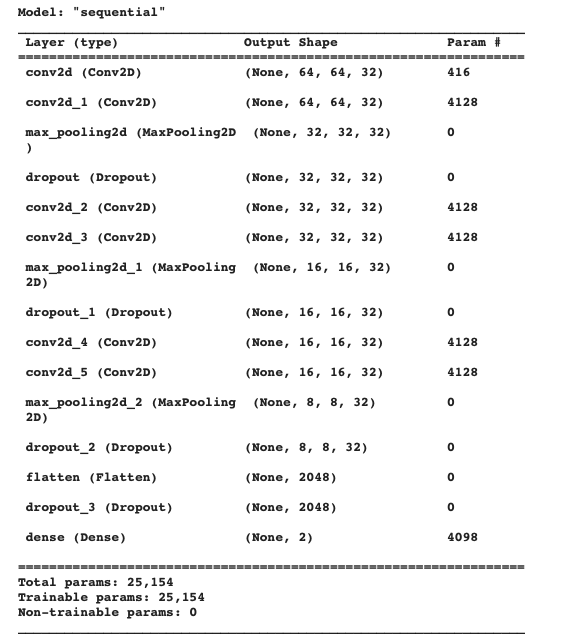 Model: "sequential"
Layer (type) Output Shape Param #
=================================================================
conv2d (Conv2D) (None, 64, 64, 32) 416
conv2d_1 (Conv2D) (None, 64, 64, 32) 4128
max_pooling2d (MaxPooling2D (None, 32, 32, 32) 0
)
dropout (Dropout) (None, 32, 32, 32) 0
conv2d_2 (Conv2D) (None, 32, 32, 32) 4128
conv2d_3 (Conv2D) (None, 32, 32, 32) 4128
max_pooling2d_1 (MaxPooling (None, 16, 16, 32) 0
2D)
dropout_1 (Dropout) (None, 16, 16, 32) 0
conv2d_4 (Conv2D) (None, 16, 16, 32) 4128
conv2d_5 (Conv2D) (None, 16, 16, 32) 4128
max_pooling2d_2 (MaxPooling (None, 8, 8, 32) 0
2D)
dropout_2 (Dropout) (None, 8, 8, 32) 0
flatten (Flatten) (None, 2048) 0
dropout_3 (Dropout) (None, 2048) 0
dense (Dense) (None, 2) 4098
=================================================================
Total params: 25,154
Trainable params: 25,154
Non-trainable params: 0